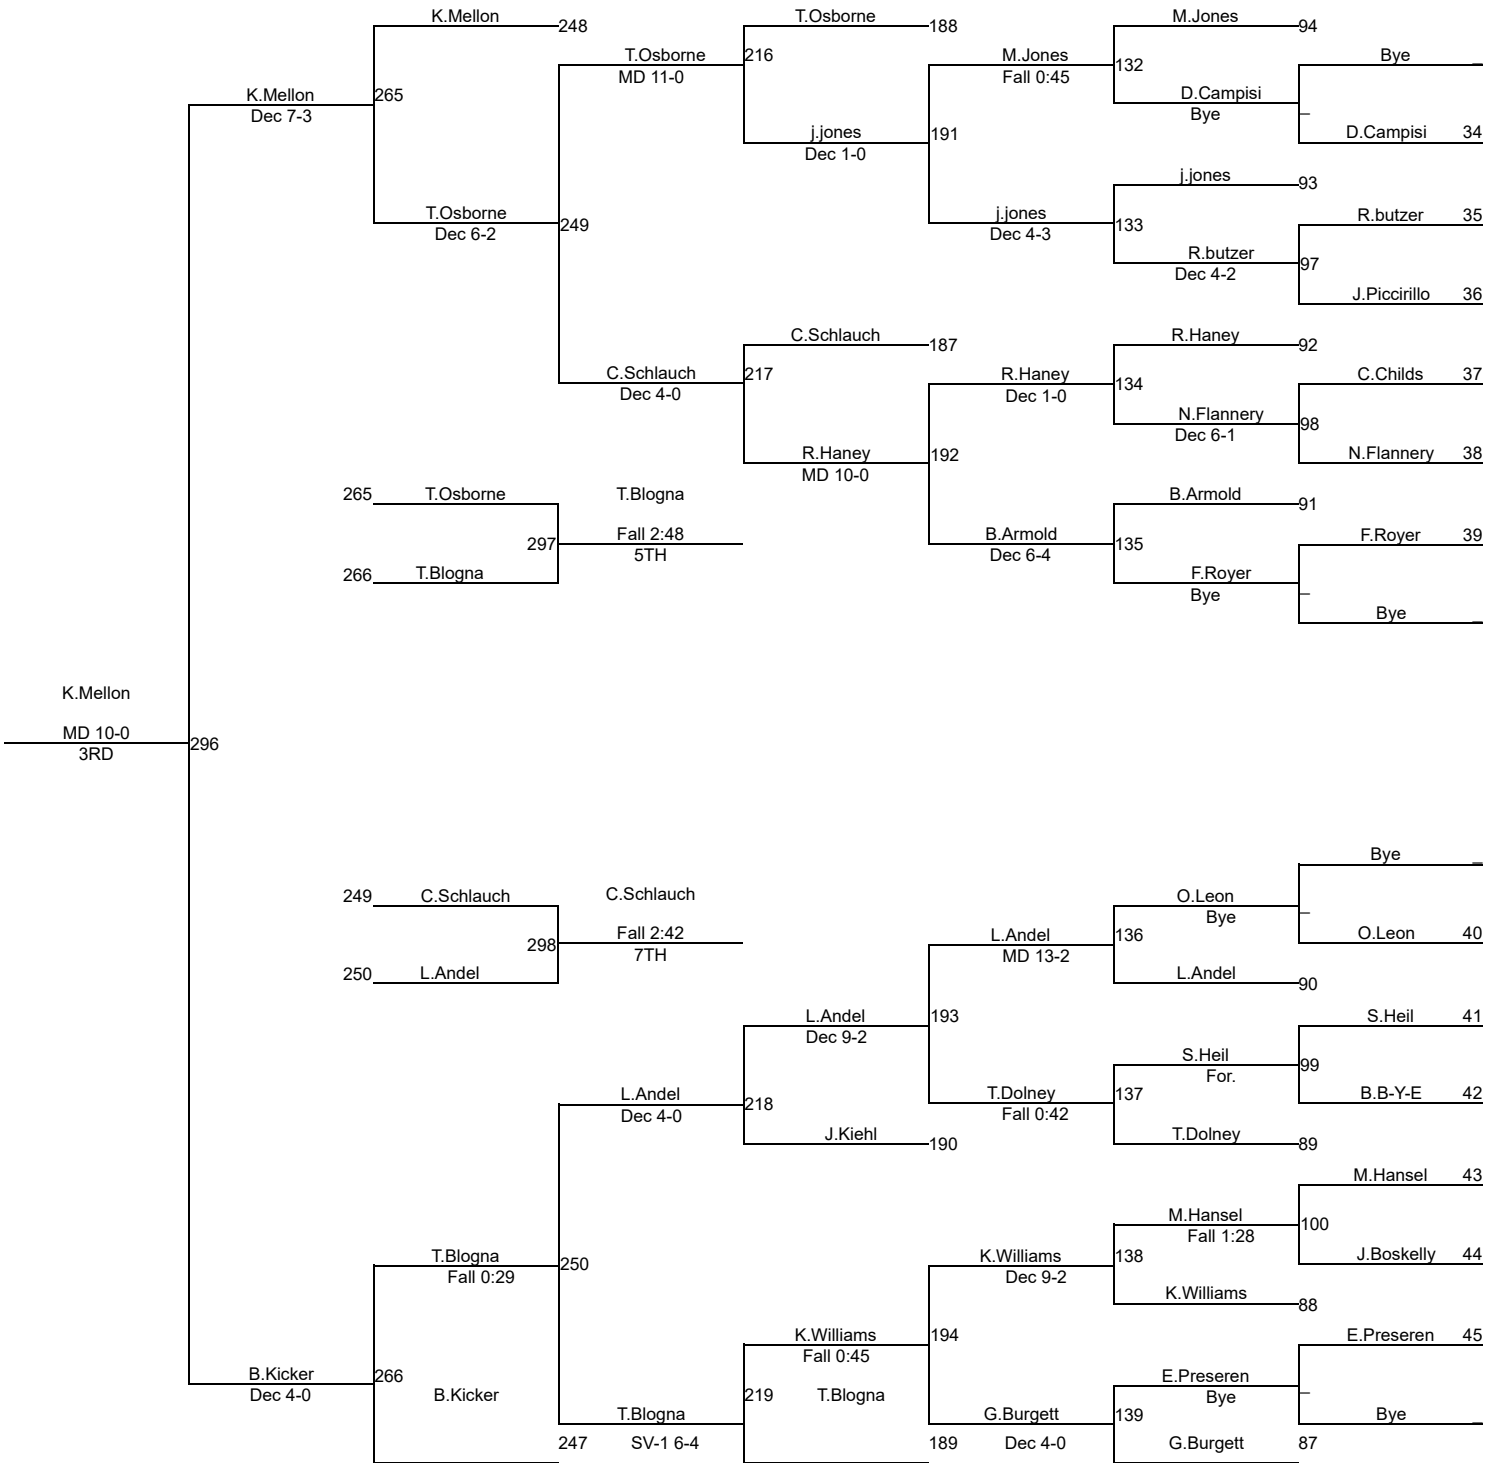 K.Mellon 248 T.Osborne 188 M.Jones 94
T.Osborne 216 M.Jones 132 Bye _
MD 11-0 Fall 0:45
K.Mellon 265 D.Campisi
Dec 7-3 Bye _
j.jones 191 D.Campisi 34
Dec 1-0
j.jones 93
T.Osborne 249 j.jones 133 R.butzer 35
Dec 6-2 Dec 4-3
R.butzer 97
Dec 4-2
J.Piccirillo 36
C.Schlauch 187 R.Haney 92
C.Schlauch 217 R.Haney 134 C.Childs 37
Dec 4-0 Dec 1-0
N.Flannery 98
Dec 6-1
R.Haney 192 N.Flannery 38
MD 10-0
265 T.Osborne T.Blogna B.Armold 91
297 Fall 2:48 B.Armold 135 F.Royer 39
5TH Dec 6-4
266 T.Blogna F.Royer
Bye _
Bye _
K.Mellon
MD 10-0 296
3RD
Bye _
249 C.Schlauch C.Schlauch O.Leon
Bye _
298 Fall 2:42 L.Andel 136 O.Leon 40
7TH MD 13-2
250 L.Andel L.Andel 90
L.Andel 193 S.Heil 41
Dec 9-2
S.Heil 99
For.
L.Andel 218 T.Dolney 137 B.B-Y-E 42
Dec 4-0 Fall 0:42
J.Kiehl 190 T.Dolney 89
M.Hansel 43
M.Hansel 100
Fall 1:28
T.Blogna 250 K.Williams 138 J.Boskelly 44
Fall 0:29 Dec 9-2
K.Williams 88
K.Williams 194 E.Preseren 45
Fall 0:45
B.Kicker 266 E.Preseren
Dec 4-0 B.Kicker 219 T.Blogna Bye _
T.Blogna G.Burgett 139 Bye _
247 SV-1 6-4 189 Dec 4-0 G.Burgett 87